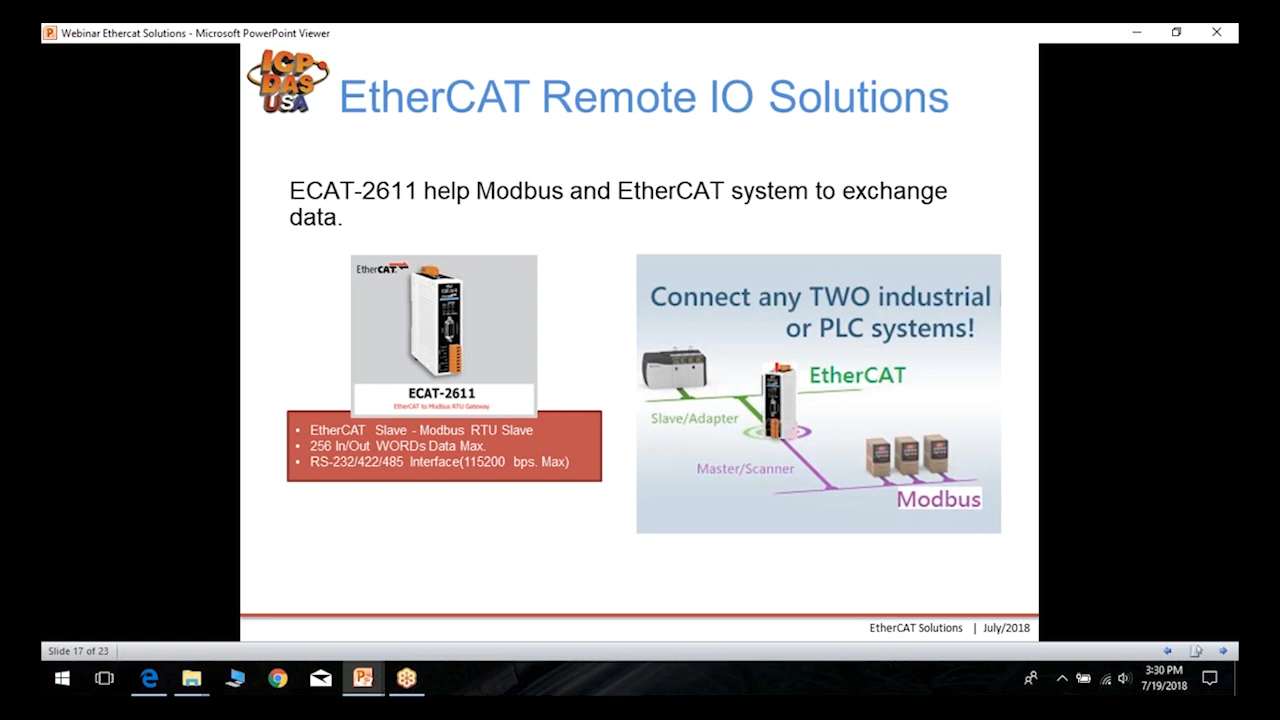 Webinar Ethercat Solutions - Microsoft PowerPoint Viewer
ICP
DAS
USA
EtherCAT Remote IO Solutions
ECAT-2611 help Modbus and EtherCAT system to exchange
data.
EtherCAT
ECAT-2611
EtherCAT to Modbus RTU Gateway
• EtherCAT Slave - Modbus RTU Slave
• 256 In/Out WORDs Data Max.
• RS-232/422/485 Interface(115200 bps. Max)
Connect any TWO industrial
or PLC systems!
EtherCAT
Slave/Adapter
Master/Scanner
Modbus
EtherCAT Solutions | July/2018
Slide 17 of 23
3:30 PM
7/19/2018